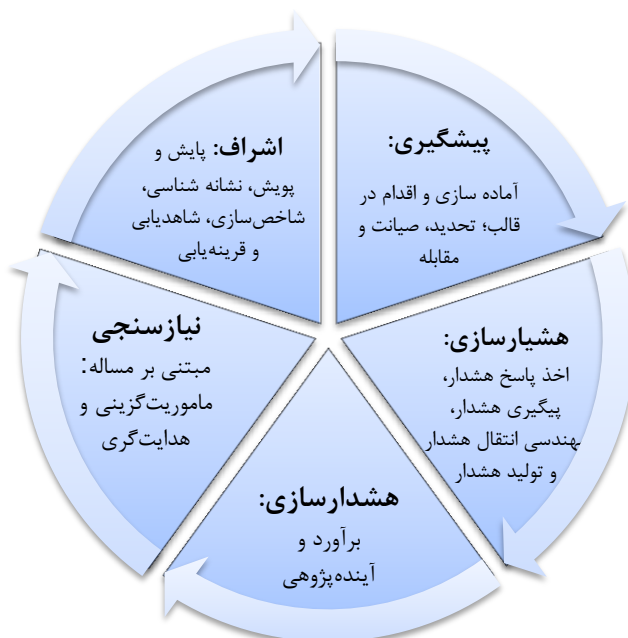 پیشگیری:
آماده سازی و اقدام در
قالب؛ تحدید، صیانت و
مقابله
هشیارسازی:
اخذ پاسخ هشدار،
پیگیری هشدار،
مهندسی انتقال هشدار
و تولید هشدار
هشدارسازی:
برآورد و
آینده‌پژوهی
نیازسنجی
مبتنی بر مساله:
ماموریت‌گزینی و
هدایت‌گری
اشراف: پایش و
پویش، نشانه شناسی،
شاخص‌سازی، شاهدیابی
و قرینه‌یابی